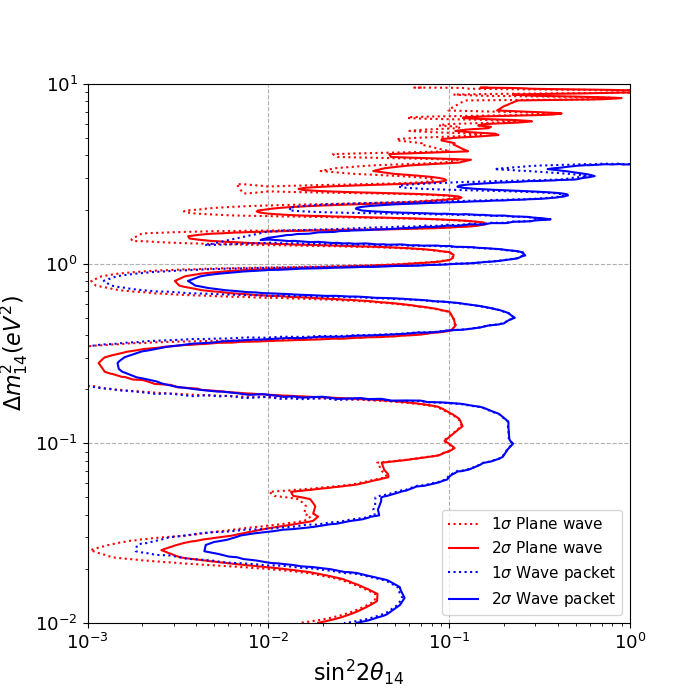 10¹
10⁰
10⁻¹
10⁻²
Δm²₁₄(eV²)
10⁻³
10⁻²
10⁻¹
10⁰
sin²2θ₁₄
1σ Plane wave
2σ Plane wave
1σ Wave packet
2σ Wave packet